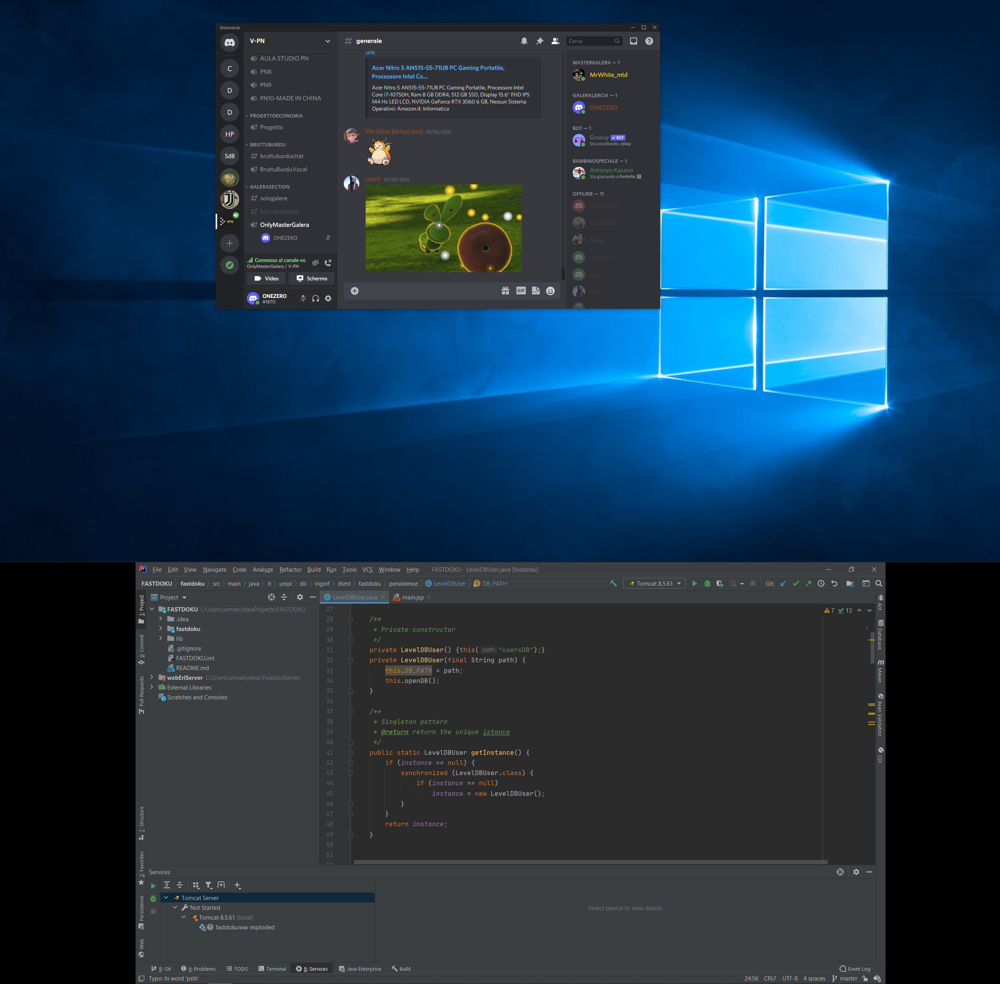 Discord
V-PN
generale
Cerca
AULA STUDIO PN
PN8
PN9
PN10-MADE IN CHINA
PROGETTOECONOMIA
Progetto
BRUTTUBURDU
bruttuburduchat
BruttuBurduVocal
GALERASECTION
sologalere
bot-istructions
OnlyMasterGalera
ONEZERO
Connesso al canale vo
OnlyMasterGalera / V-PN
Video
Schermo
ONEZERO
#1870
C
D
D
HP
SdB
VPN
unk
Acer Nitro 5 AN515-55-71UB PC Gaming Portatile,
Processore Intel Co...
Acer Nitro 5 AN515-55-71UB PC Gaming Portatile, Processore Intel
Core i7-10750H, Ram 8 GB DDR4, 512 GB SSD, Display 15.6" FHD IPS
144 Hz LED LCD, NVIDIA GeForce RTX 3060 6 GB, Nessun Sistema
Operativo: Amazon.it: Informatica
PierSilvio BerlusCovid 20/05/2021
mitch 20/05/2021
GIF
MASTERGALERA — 1
MrWhite_mtd
GALERALERCIA — 1
ONEZERO
BOT — 1
Groovy BOT
Sta ascoltando /play
BAMBINOSPECIALE — 1
Antonyo Kasano
Sta giocando a Fortnite
OFFLINE — 11
Diemme24
Liccio
marty
mitch
File Edit View Navigate Code Analyze Refactor Build Run Tools VCS Window Help FASTDOKU - LevelDBUser.java [fastdoku]
FASTDOKU fastdoku src main java it unipi dii inginf dsmt fastdoku persistence LevelDBUser DB_PATH Tomcat 8.5.61 Git:
Project
LevelDBUser.java main.jsp
FASTDOKU C:\Users\arman\IdeaProjects\FASTDOKU
.idea
fastdoku
lib
.gitignore
FASTDOKU.iml
README.md
webErlServer C:\Users\arman\rebar3\webErlServer
External Libraries
Scratches and Consoles
1: Project
0: Commit
Pull Requests
7: Structure
2: Favorites
Persistence
Web
7 13
27
28 /**
29 * Private constructor
30 */
31 private LevelDBUser() {this( path: "usersDB");}
32 private LevelDBUser(final String path) {
33 this.DB_PATH = path;
34 this.openDB();
35 }
36
37 /**
38 * Singleton pattern
39 * @return return the unique istance
40 */
41 public static LevelDBUser getInstance() {
42 if (instance == null) {
43 synchronized (LevelDBUser.class) {
44 if (instance == null)
45 instance = new LevelDBUser();
46 }
47 }
48 return instance;
49 }
50
51
52
Ant
Database
Maven
Bean Validation
CDI
Services
Tomcat Server
Not Started
Tomcat 8.5.61 [local]
fastdoku:war exploded
Select service to view details
9: Git 6: Problems TODO Terminal 8: Services Java Enterprise Build Event Log
Typo: In word 'psth' 24:56 CRLF UTF-8 4 spaces master